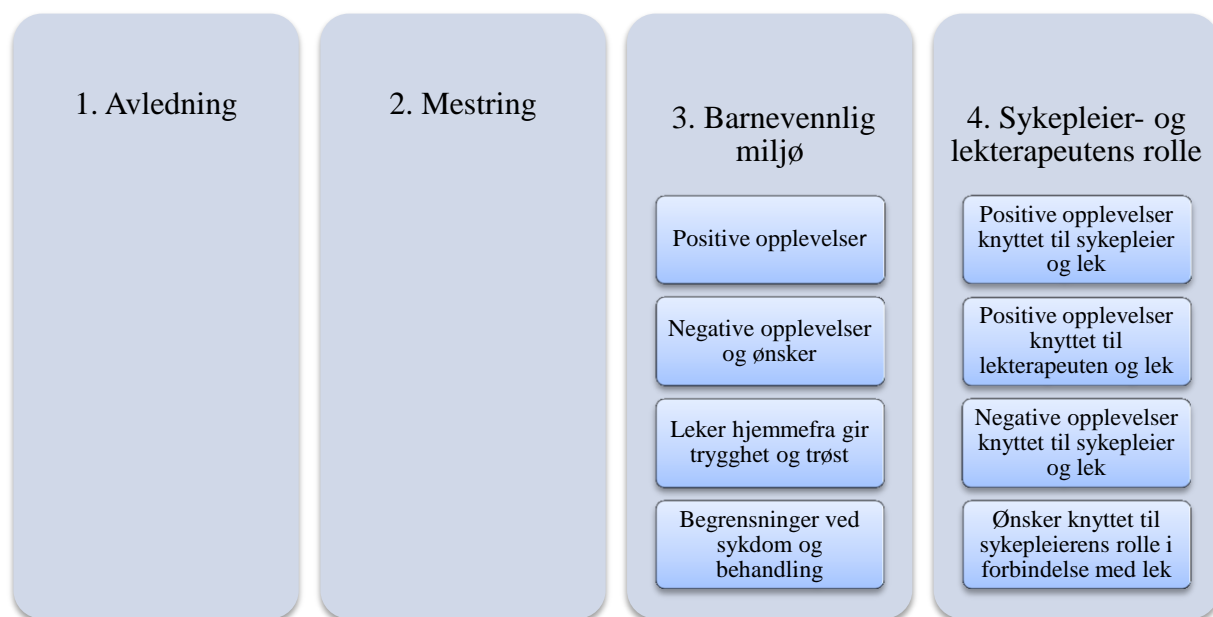 1. Avledning
2. Mestring
3. Barnevennlig
miljø
Positive opplevelser
Negative opplevelser
og ønsker
Leker hjemmefra gir
trygghet og trøst
Begrensninger ved
sykdom og
behandling
4. Sykepleier- og
lekterapeutens rolle
Positive opplevelser
knyttet til sykepleier
og lek
Positive opplevelser
knyttet til
lekterapeuten og lek
Negative opplevelser
knyttet til sykepleier
og lek
Ønsker knyttet til
sykepleierens rolle i
forbindelse med lek